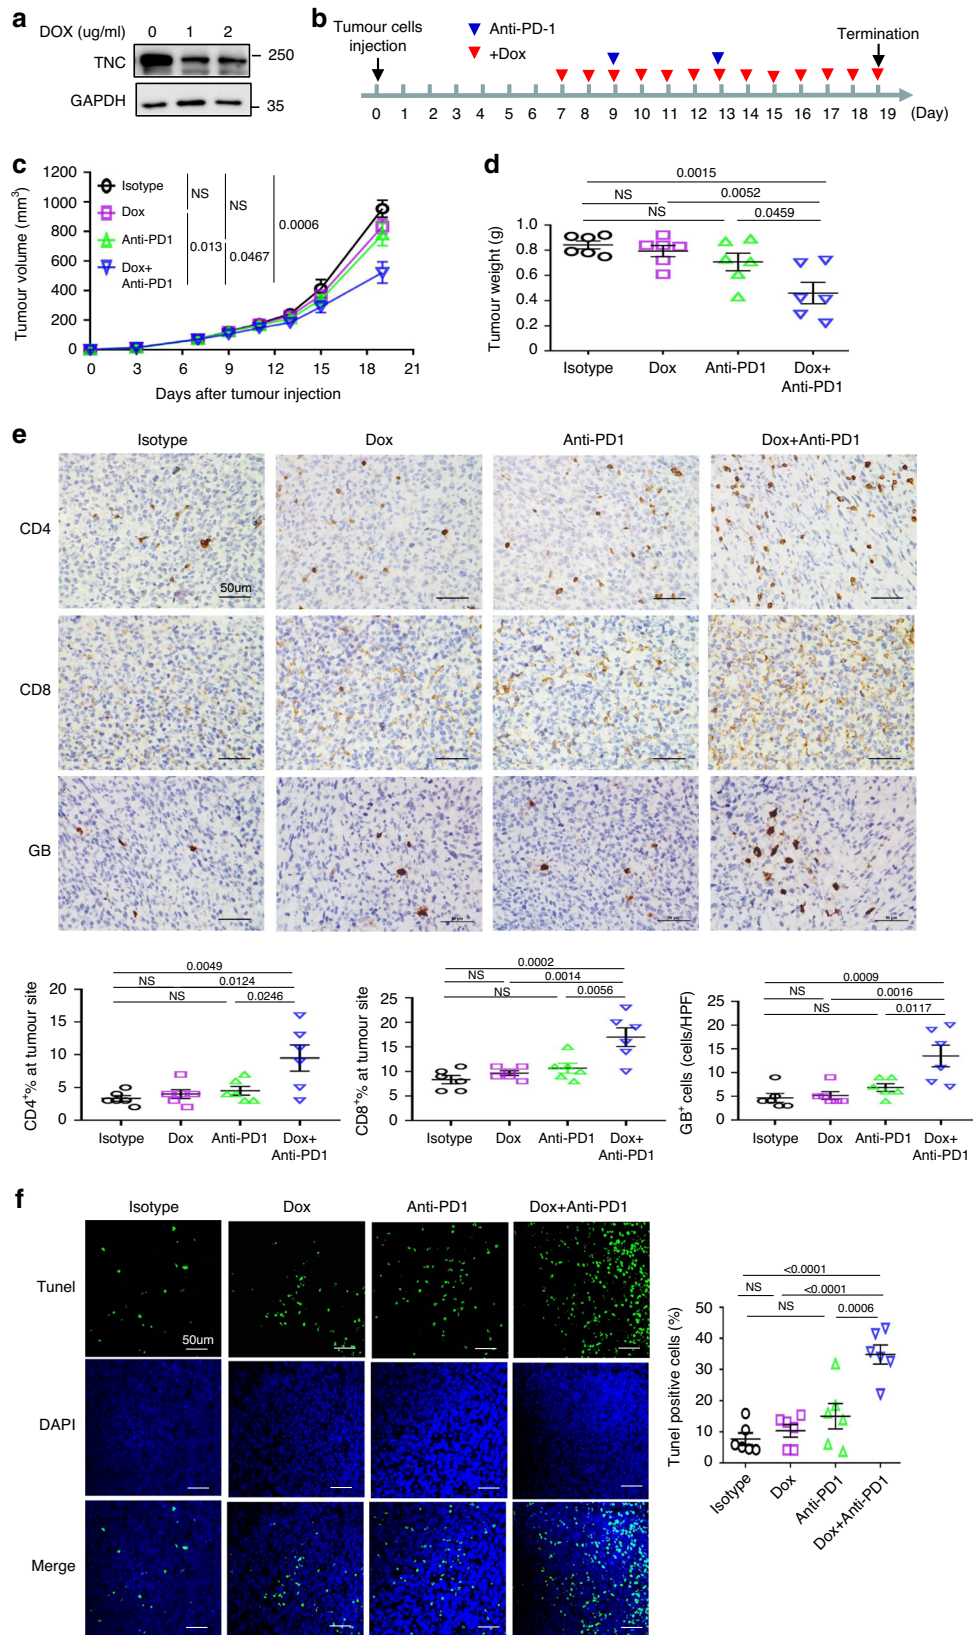 a
DOX (ug/ml) 0 1 2
TNC 250
GAPDH 35
b
Tumour cells injection
Anti-PD-1
+Dox
Termination
0 1 2 3 4 5 6 7 8 9 10 11 12 13 14 15 16 17 18 19 (Day)
c
Tumour volume (mm³)
1200
1000
800
600
400
200
0
Isotype
Dox
Anti-PD1
Dox+
Anti-PD1
NS
0.013
NS
0.0467
0.0006
0 3 6 9 12 15 18 21
Days after tumour injection
d
Tumour weight (g)
0.0015
NS 0.0052
NS 0.0459
1.0
0.8
0.6
0.4
0.2
0
Isotype Dox Anti-PD1 Dox+
Anti-PD1
e
Isotype Dox Anti-PD1 Dox+Anti-PD1
CD4
50um
CD8
GB
CD4⁺% at tumour site
0.0049
NS 0.0124
NS 0.0246
20
15
10
5
0
Isotype Dox Anti-PD1 Dox+
Anti-PD1
CD8⁺% at tumour site
0.0002
NS 0.0014
NS 0.0056
25
20
15
10
5
0
Isotype Dox Anti-PD1 Dox+
Anti-PD1
GB⁺ cells (cells/HPF)
0.0009
NS 0.0016
NS 0.0117
25
20
15
10
5
0
Isotype Dox Anti-PD1 Dox+
Anti-PD1
f
Isotype Dox Anti-PD1 Dox+Anti-PD1
Tunel
50um
DAPI
Merge
Tunel positive cells (%)
<0.0001
NS <0.0001
NS 0.0006
50
40
30
20
10
0
Isotype
Dox
Anti-PD1
Dox+Anti-PD1